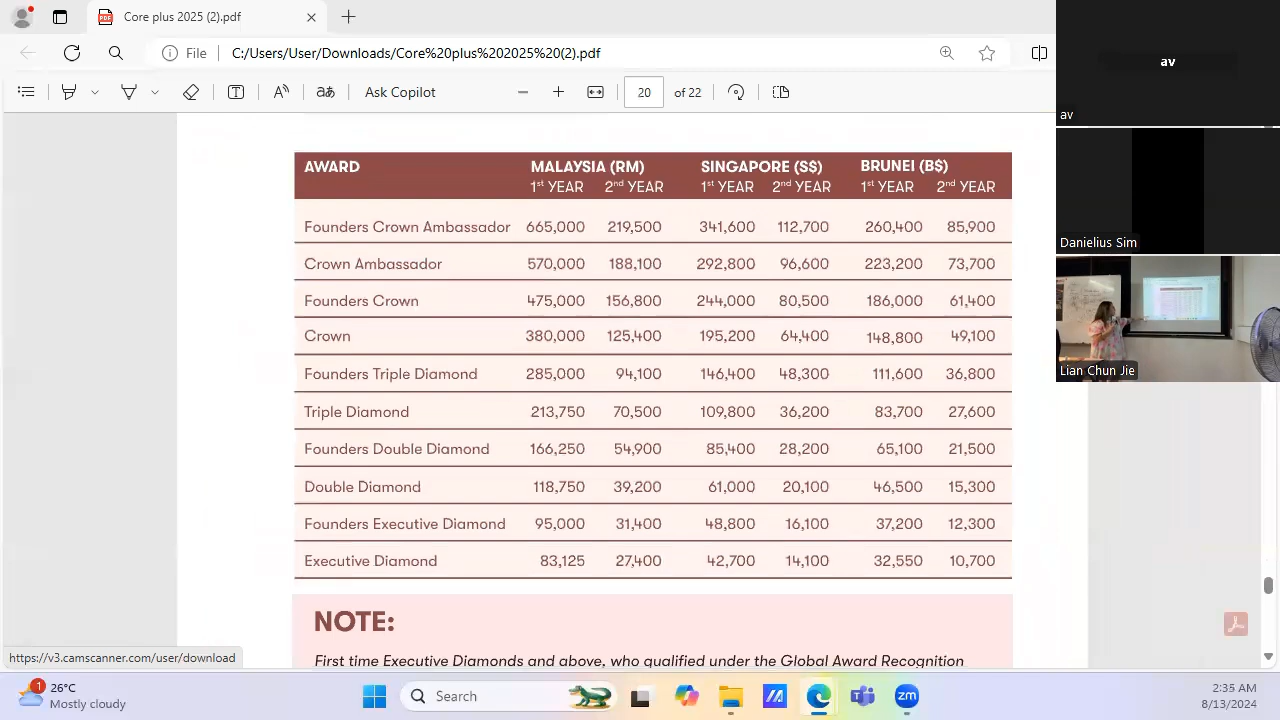 Core plus 2025 (2).pdf
File C:/Users/User/Downloads/Core%20plus%202025%20(2).pdf
Ask Copilot 20 of 22
AWARD MALAYSIA (RM) SINGAPORE (S$) BRUNEI (B$)
1st YEAR 2nd YEAR 1st YEAR 2nd YEAR 1st YEAR 2nd YEAR
Founders Crown Ambassador 665,000 219,500 341,600 112,700 260,400 85,900
Crown Ambassador 570,000 188,100 292,800 96,600 223,200 73,700
Founders Crown 475,000 156,800 244,000 80,500 186,000 61,400
Crown 380,000 125,400 195,200 64,400 148,800 49,100
Founders Triple Diamond 285,000 94,100 146,400 48,300 111,600 36,800
Triple Diamond 213,750 70,500 109,800 36,200 83,700 27,600
Founders Double Diamond 166,250 54,900 85,400 28,200 65,100 21,500
Double Diamond 118,750 39,200 61,000 20,100 46,500 15,300
Founders Executive Diamond 95,000 31,400 48,800 16,100 37,200 12,300
Executive Diamond 83,125 27,400 42,700 14,100 32,550 10,700
NOTE:
First time Executive Diamonds and above, who qualified under the Global Award Recognition
https://v3.camscanner.com/user/download
av
av
Danielius Sim
Lian Chun Jie
1
26°C
Mostly cloudy
Search
zm
2:35 AM
8/13/2024